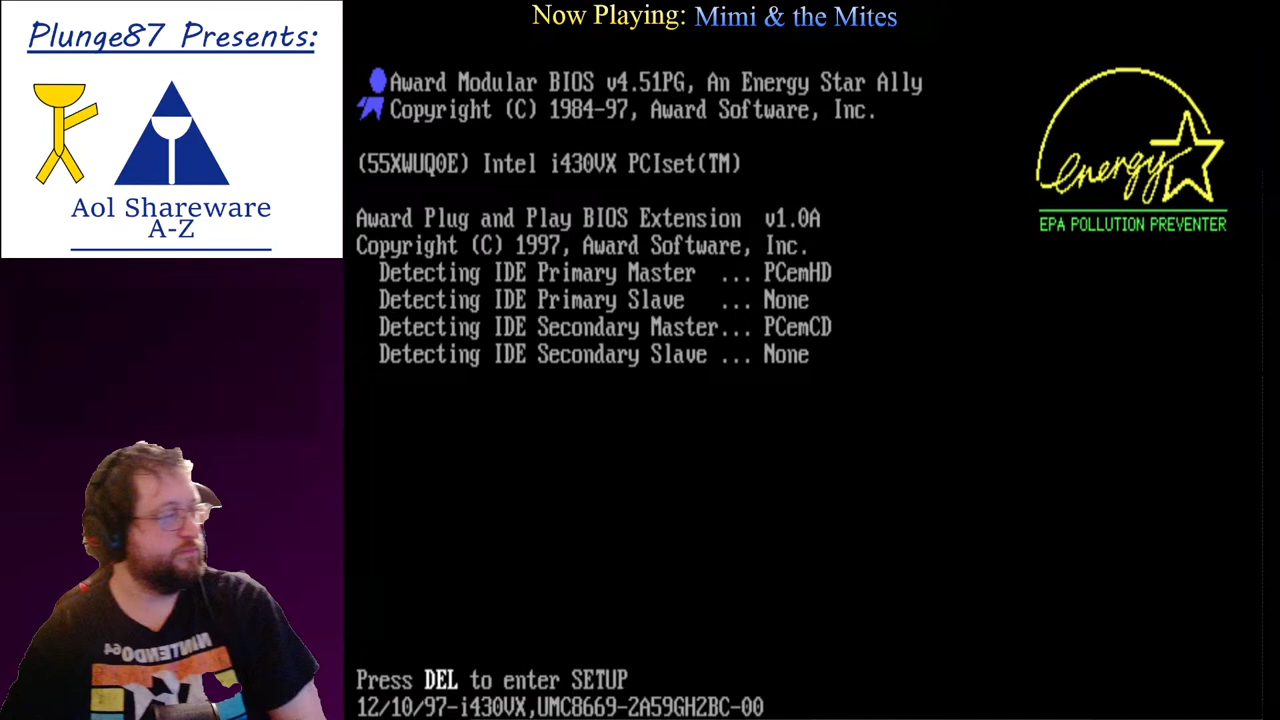 Now Playing: Mimi & the Mites
Plunge87 Presents:
Aol Shareware
A-Z
Award Modular BIOS v4.51PG, An Energy Star Ally
Copyright (C) 1984-97, Award Software, Inc.
(55XWUQ0E) Intel i430VX PCIset(TM)
energy
EPA POLLUTION PREVENTER
Award Plug and Play BIOS Extension v1.0A
Copyright (C) 1997, Award Software, Inc.
Detecting IDE Primary Master ... PCemHD
Detecting IDE Primary Slave ... None
Detecting IDE Secondary Master... PCemCD
Detecting IDE Secondary Slave ... None
NINTENDO64
Press DEL to enter SETUP
12/10/97-i430VX,UMC8669-2A59GH2BC-00